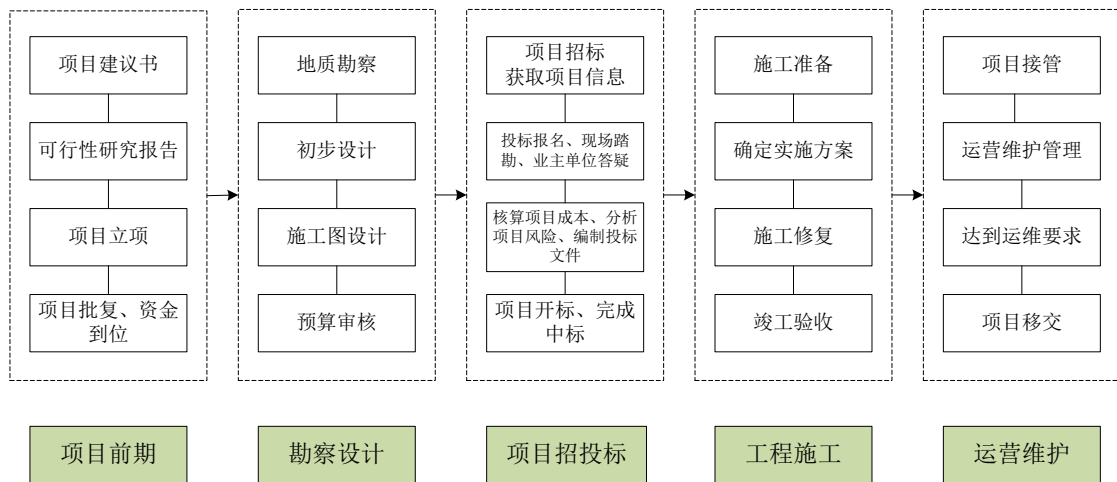 项目建议书
可行性研究报告
项目立项
项目批复、资金
到位
地质勘察
初步设计
施工图设计
预算审核
项目招标
获取项目信息
投标报名、现场踏
勘、业主单位答疑
核算项目成本、分析
项目风险、编制投标
文件
项目开标、完成
中标
施工准备
确定实施方案
施工修复
竣工验收
项目接管
运营维护管理
达到运维要求
项目移交
项目前期
勘察设计
项目招投标
工程施工
运营维护